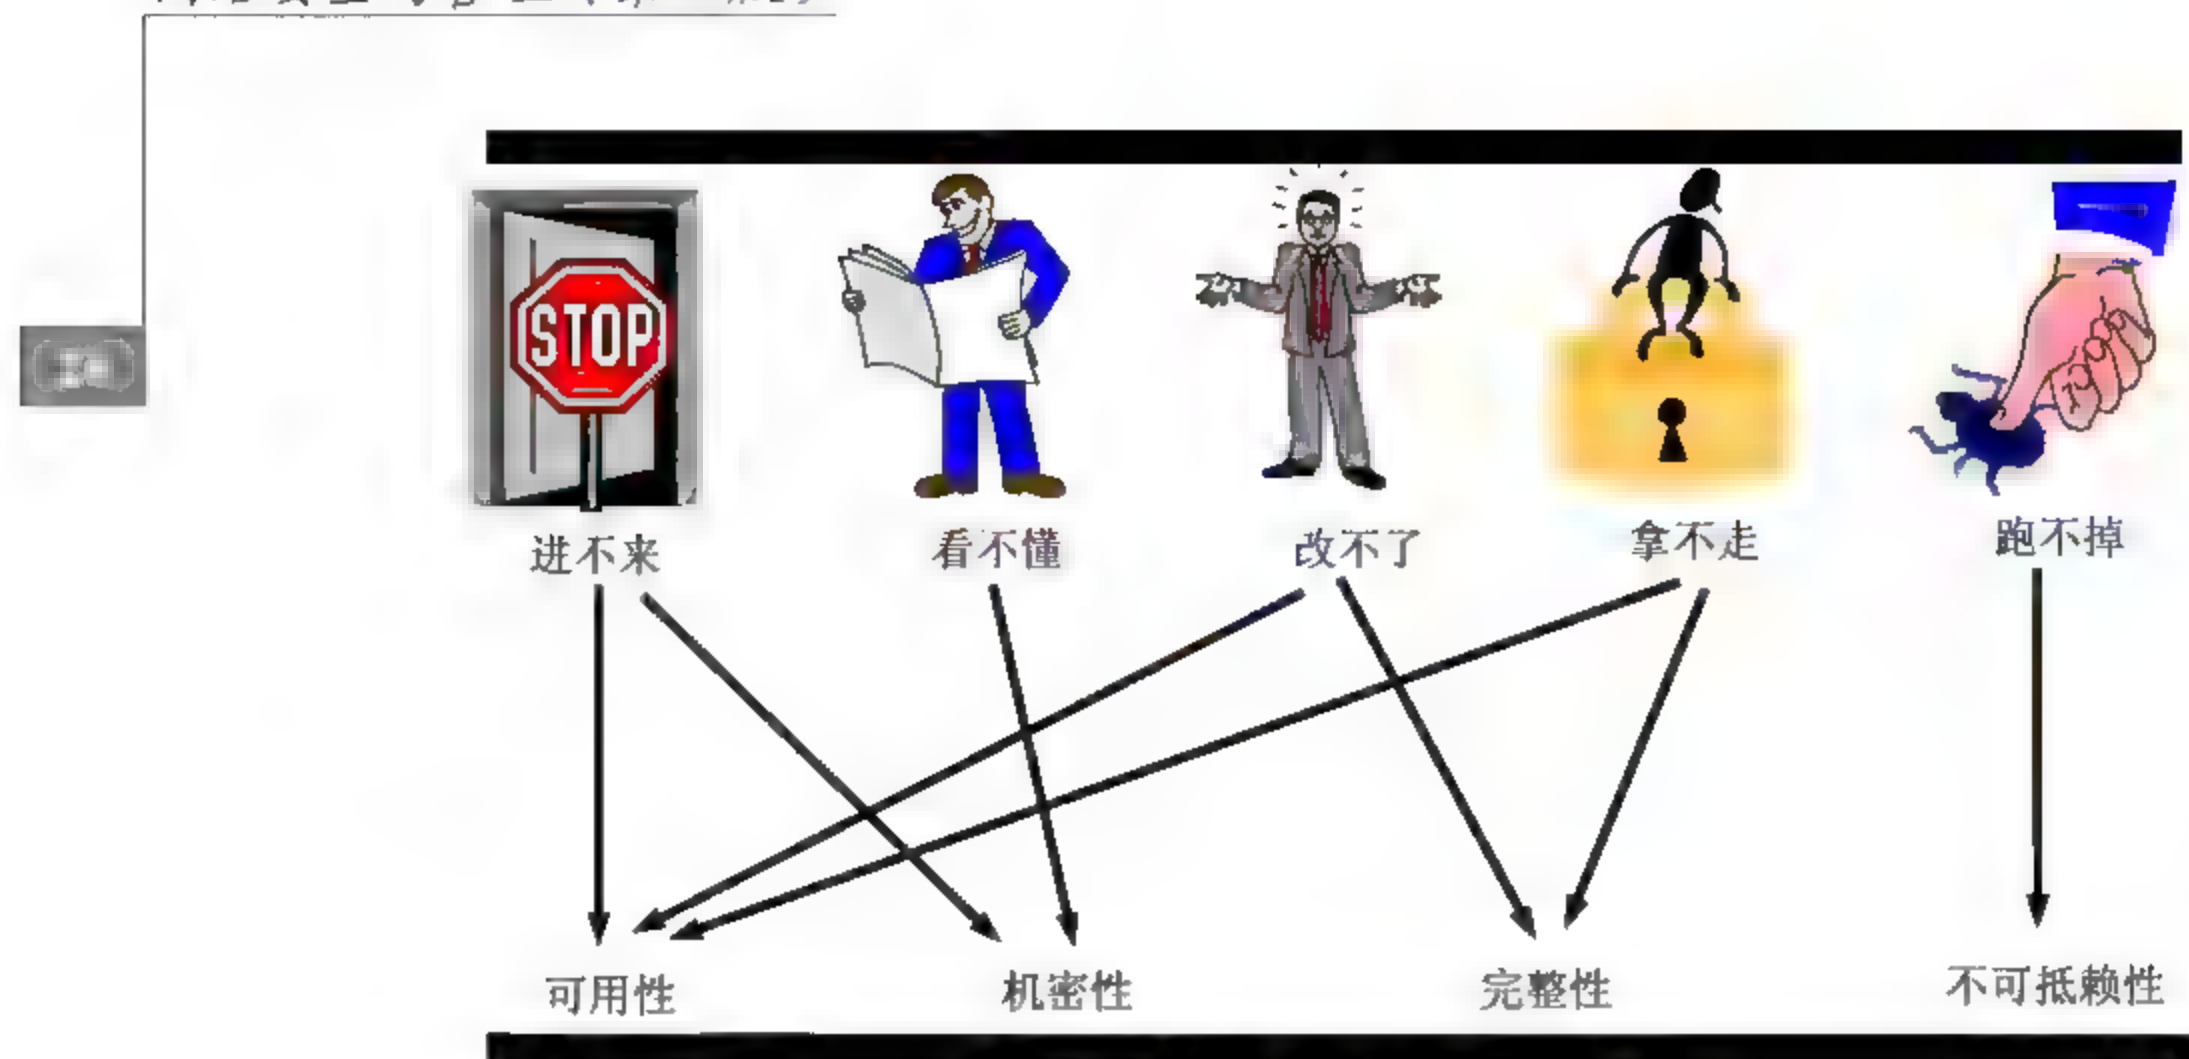 STOP
进不来 看不懂 改不了 拿不走 跑不掉
可用性 机密性 完整性 不可抵赖性